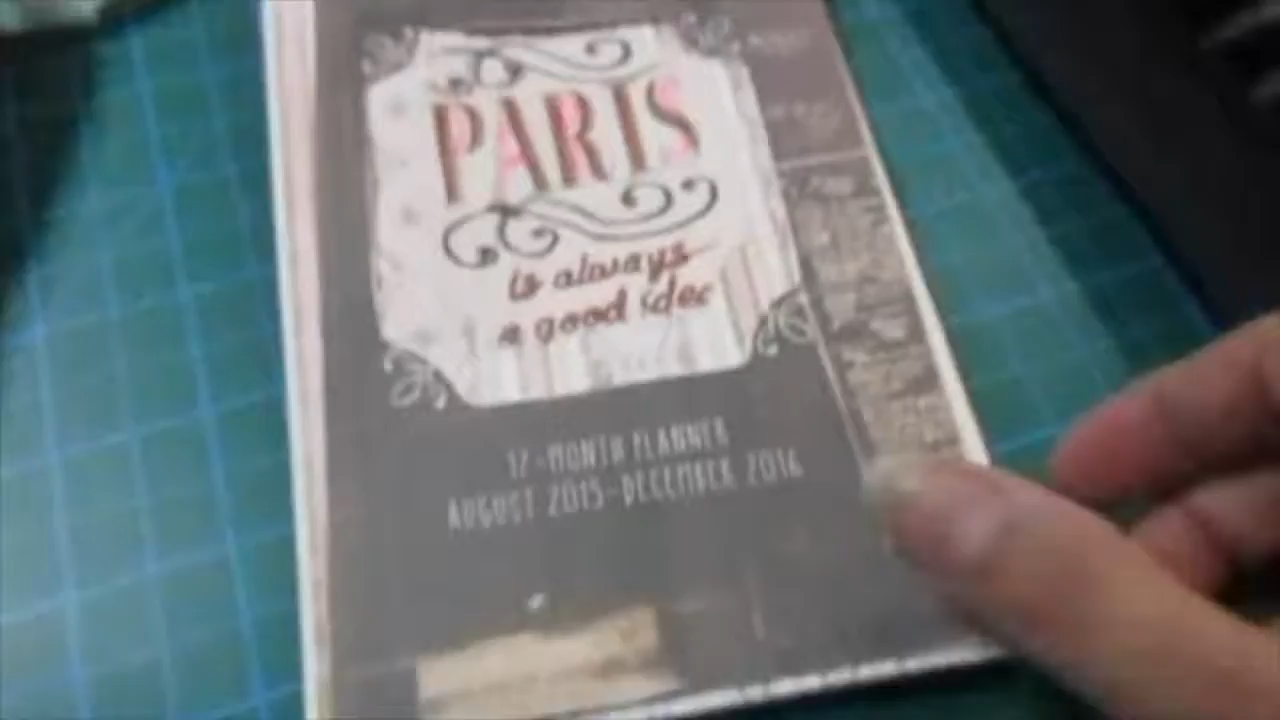 PARIS
is always
a good idea
17-MONTH PLANNER
AUGUST 2015-DECEMBER 2016